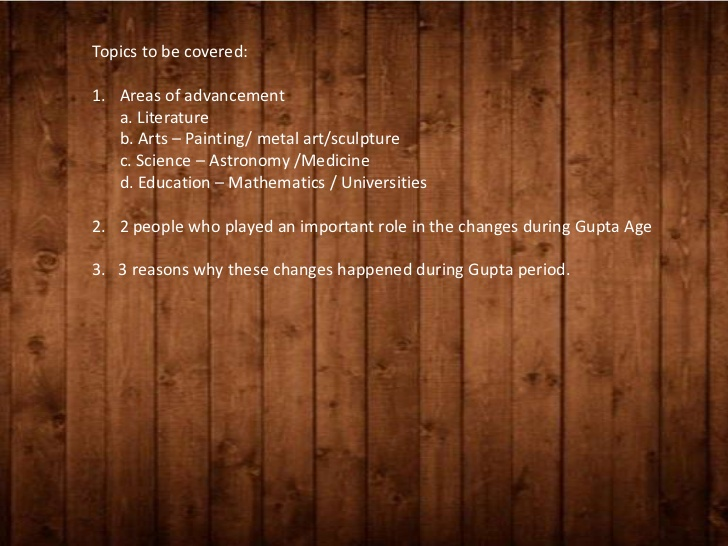 Topics to be covered:
1. Areas of advancement
a. Literature
b. Arts – Painting/ metal art/sculpture
c. Science – Astronomy /Medicine
d. Education – Mathematics / Universities
2. 2 people who played an important role in the changes during Gupta Age
3. 3 reasons why these changes happened during Gupta period.